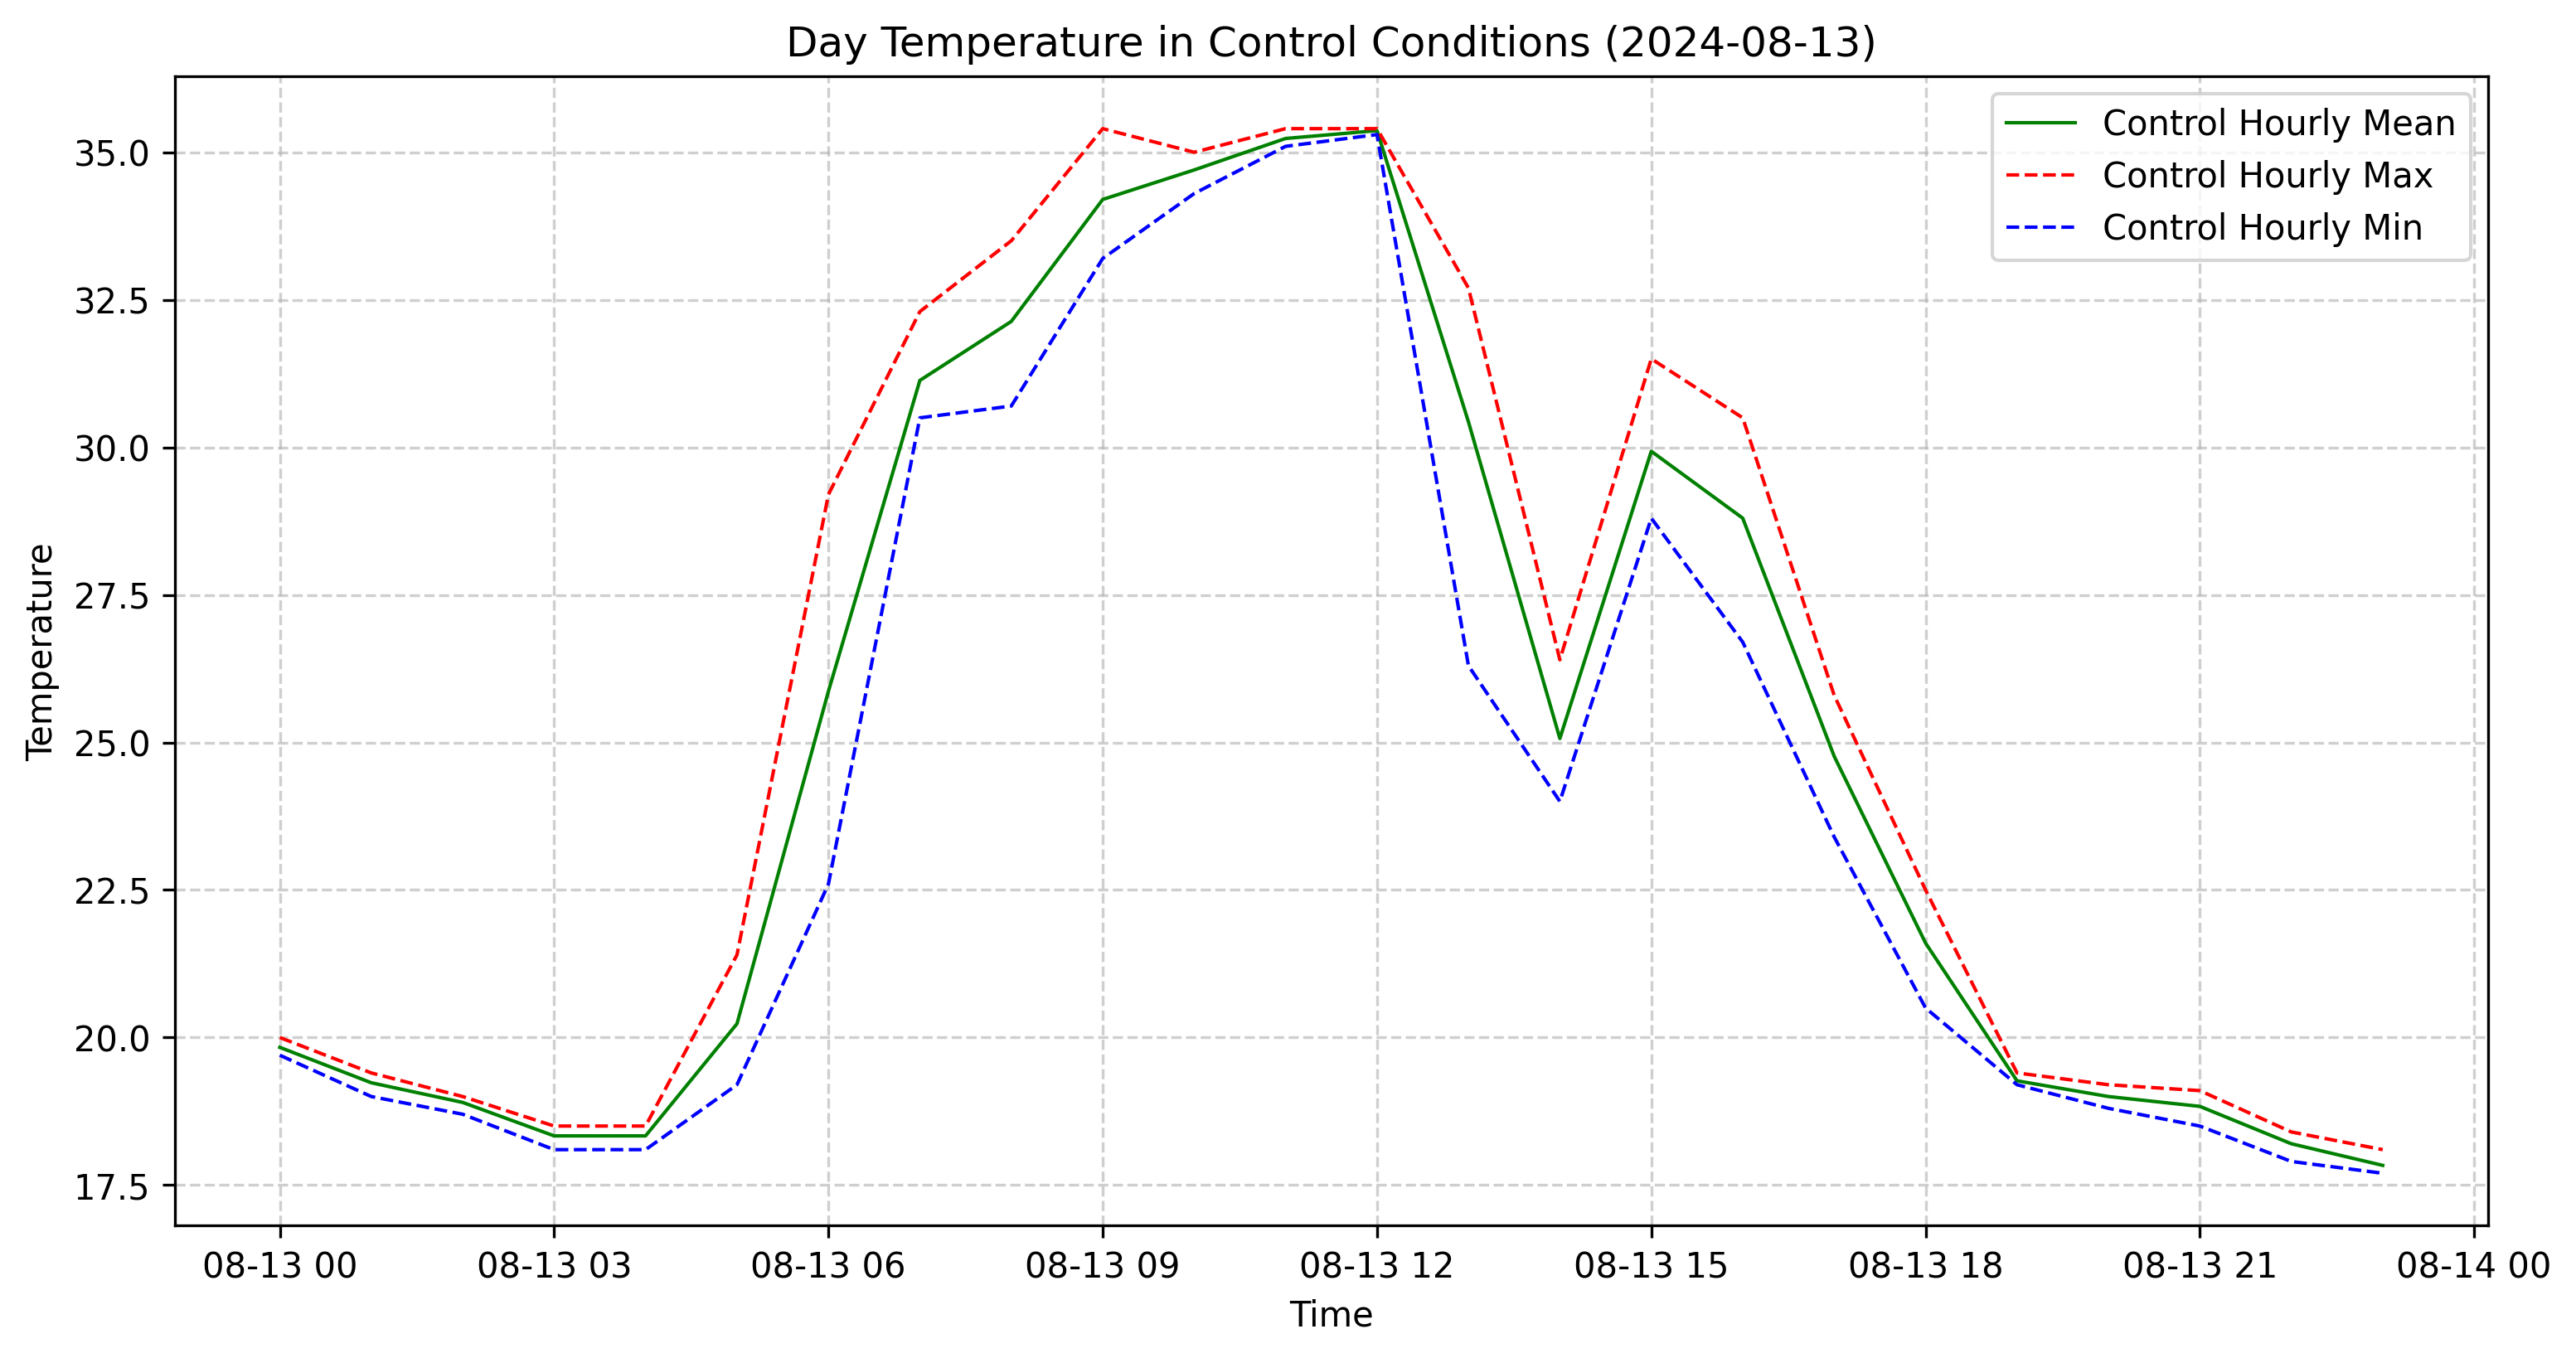 Day Temperature in Control Conditions (2024-08-13)
Control Hourly Mean
Control Hourly Max
Control Hourly Min
35.0
32.5
30.0
27.5
25.0
22.5
20.0
17.5
Temperature
08-13 00 08-13 03 08-13 06 08-13 09 08-13 12 08-13 15 08-13 18 08-13 21 08-14 00
Time